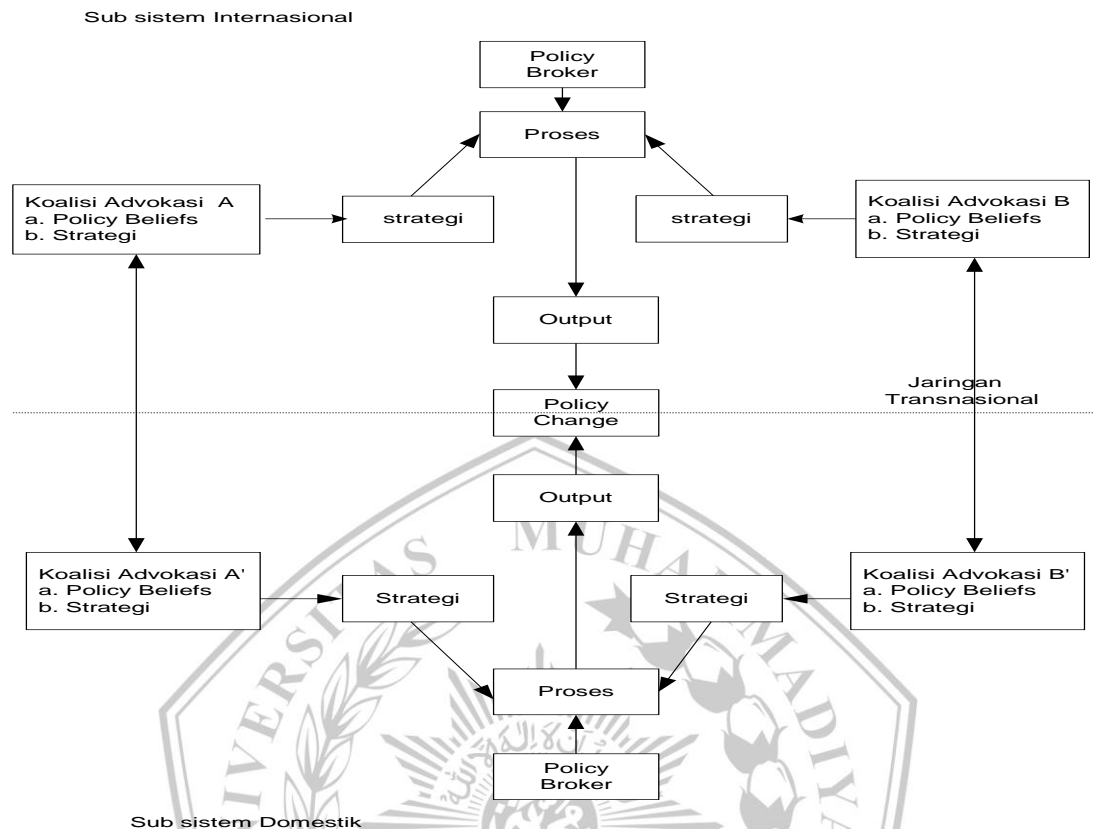 Sub sistem Internasional
Policy
Broker
Proses
Koalisi Advokasi A
a. Policy Beliefs
b. Strategi
strategi
strategi
Koalisi Advokasi B
a. Policy Beliefs
b. Strategi
Output
Jaringan
Transnasional
Policy
Change
Output
UNIVERSITAS MUHAMMADIYA
Koalisi Advokasi A'
a. Policy Beliefs
b. Strategi
Strategi
Strategi
Koalisi Advokasi B'
a. Policy Beliefs
b. Strategi
Proses
Policy
Broker
Sub sistem Domestik